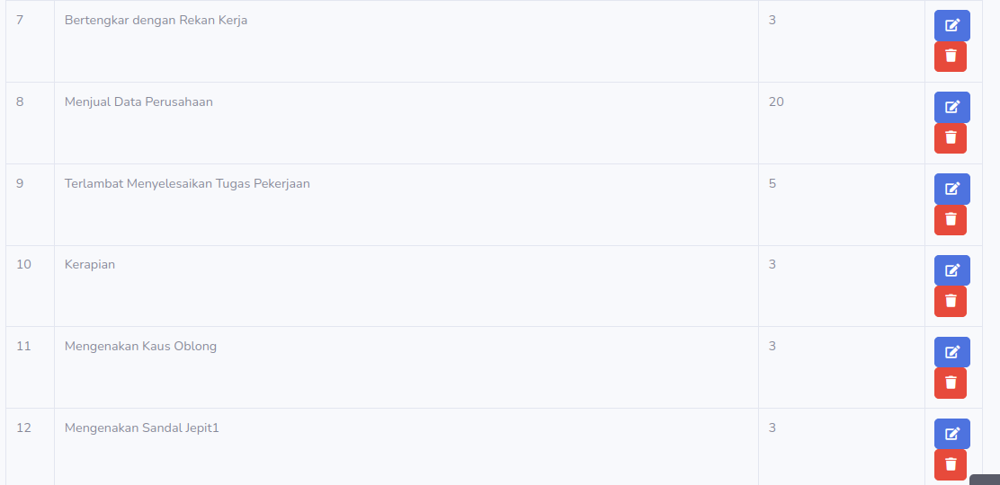 7 Bertengkar dengan Rekan Kerja 3
8 Menjual Data Perusahaan 20
9 Terlambat Menyelesaikan Tugas Pekerjaan 5
10 Kerapian 3
11 Mengenakan Kaus Oblong 3
12 Mengenakan Sandal Jepit1 3